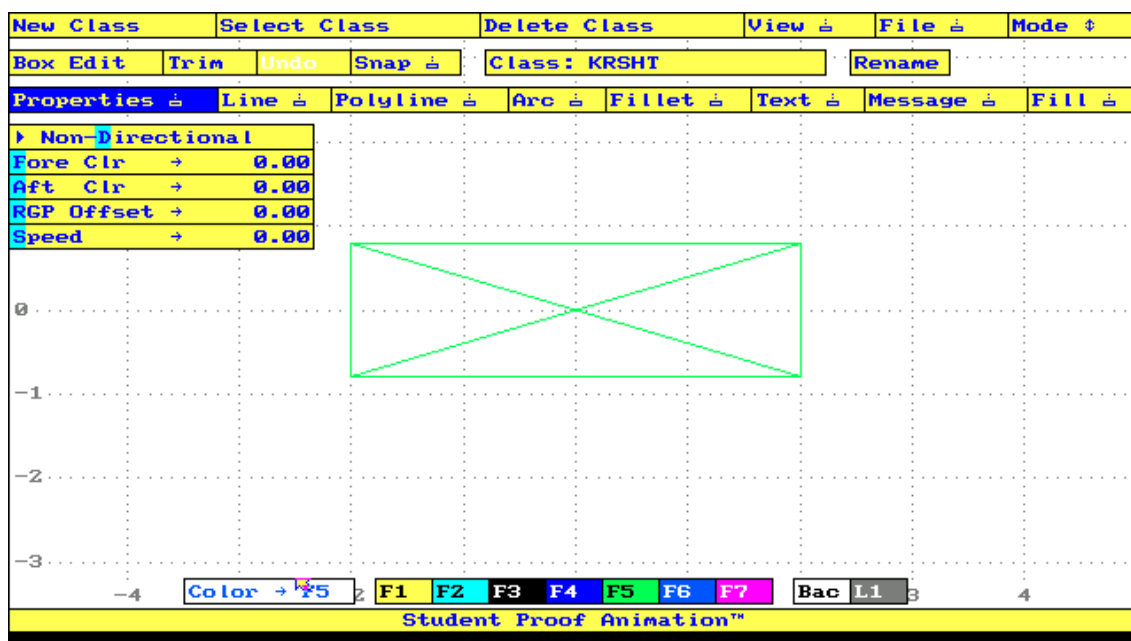 New Class Select Class Delete Class View File Mode ↕
Box Edit Trim Undo Snap Class: KRSHT Rename
Properties Line Polyline Arc Fillet Text Message Fill
▸ Non-Directional
Fore Clr → 0.00
Aft Clr → 0.00
RGP Offset → 0.00
Speed → 0.00
0
-1
-2
-3
-4 Color → F5 2 F1 F2 F3 F4 F5 F6 F7 Bac L1 3 4
Student Proof Animation™